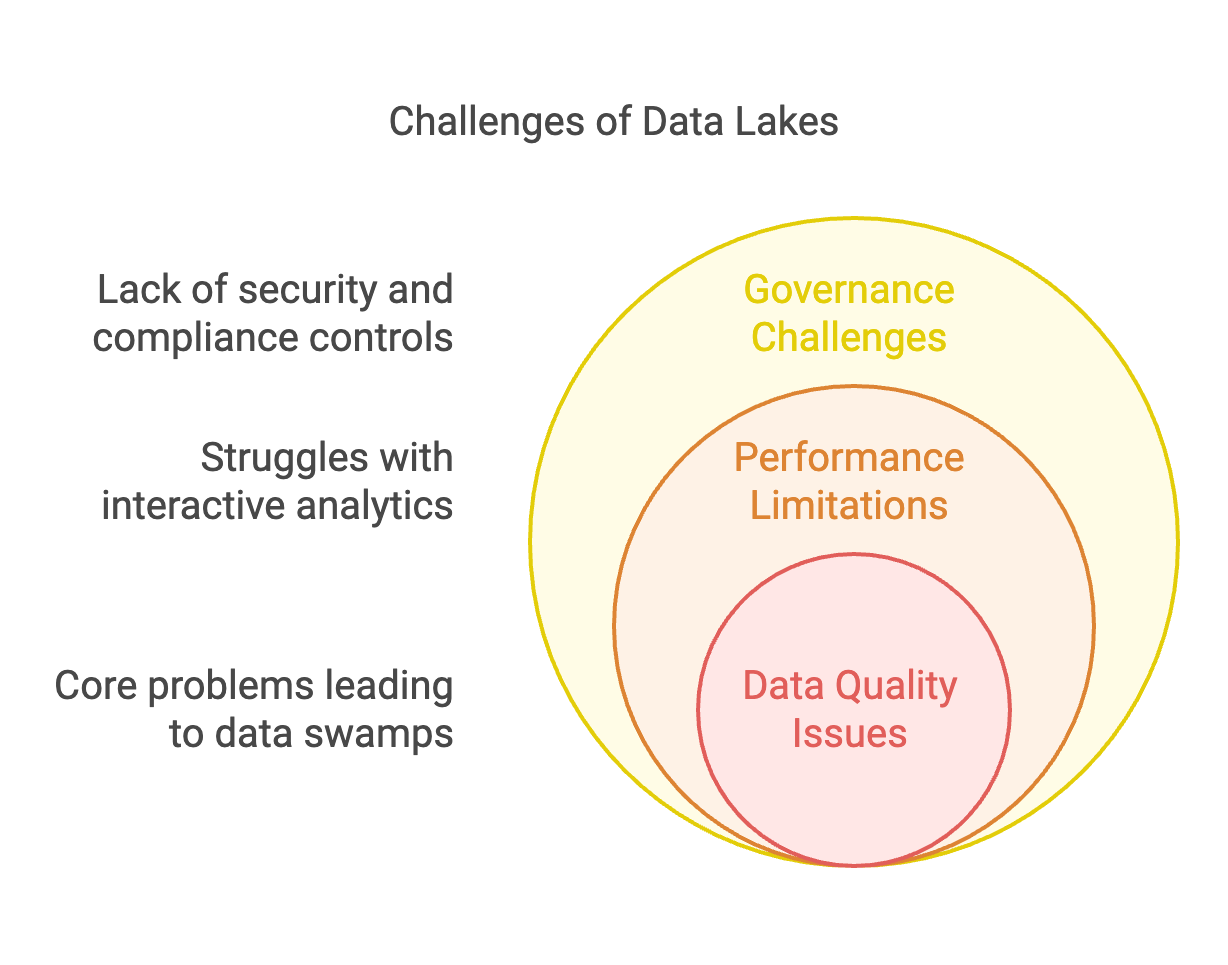 Challenges of Data Lakes
Lack of security and
compliance controls
Governance
Challenges
Struggles with
interactive analytics
Performance
Limitations
Core problems leading
to data swamps
Data Quality
Issues